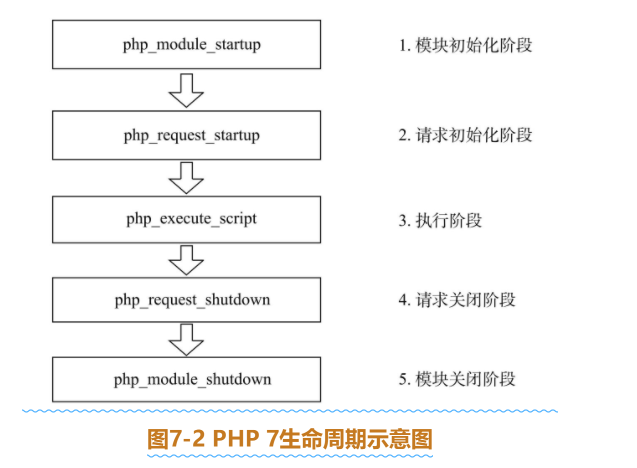 php_module_startup 1. 模块初始化阶段
php_request_startup 2. 请求初始化阶段
php_execute_script 3. 执行阶段
php_request_shutdown 4. 请求关闭阶段
php_module_shutdown 5. 模块关闭阶段
图7-2 PHP 7生命周期示意图